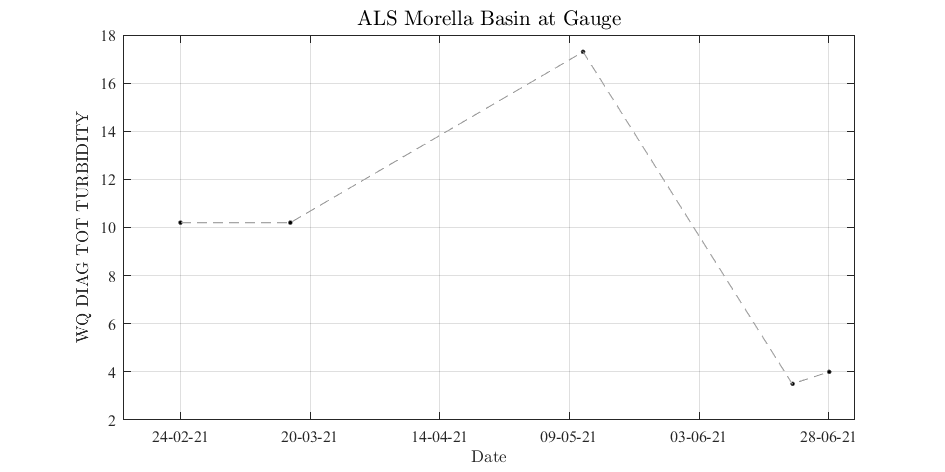 ALS Morella Basin at Gauge
18
16
14
12
10
8
6
4
2
WQ DIAG TOT TURBIDITY
24-02-21 20-03-21 14-04-21 09-05-21 03-06-21 28-06-21
Date